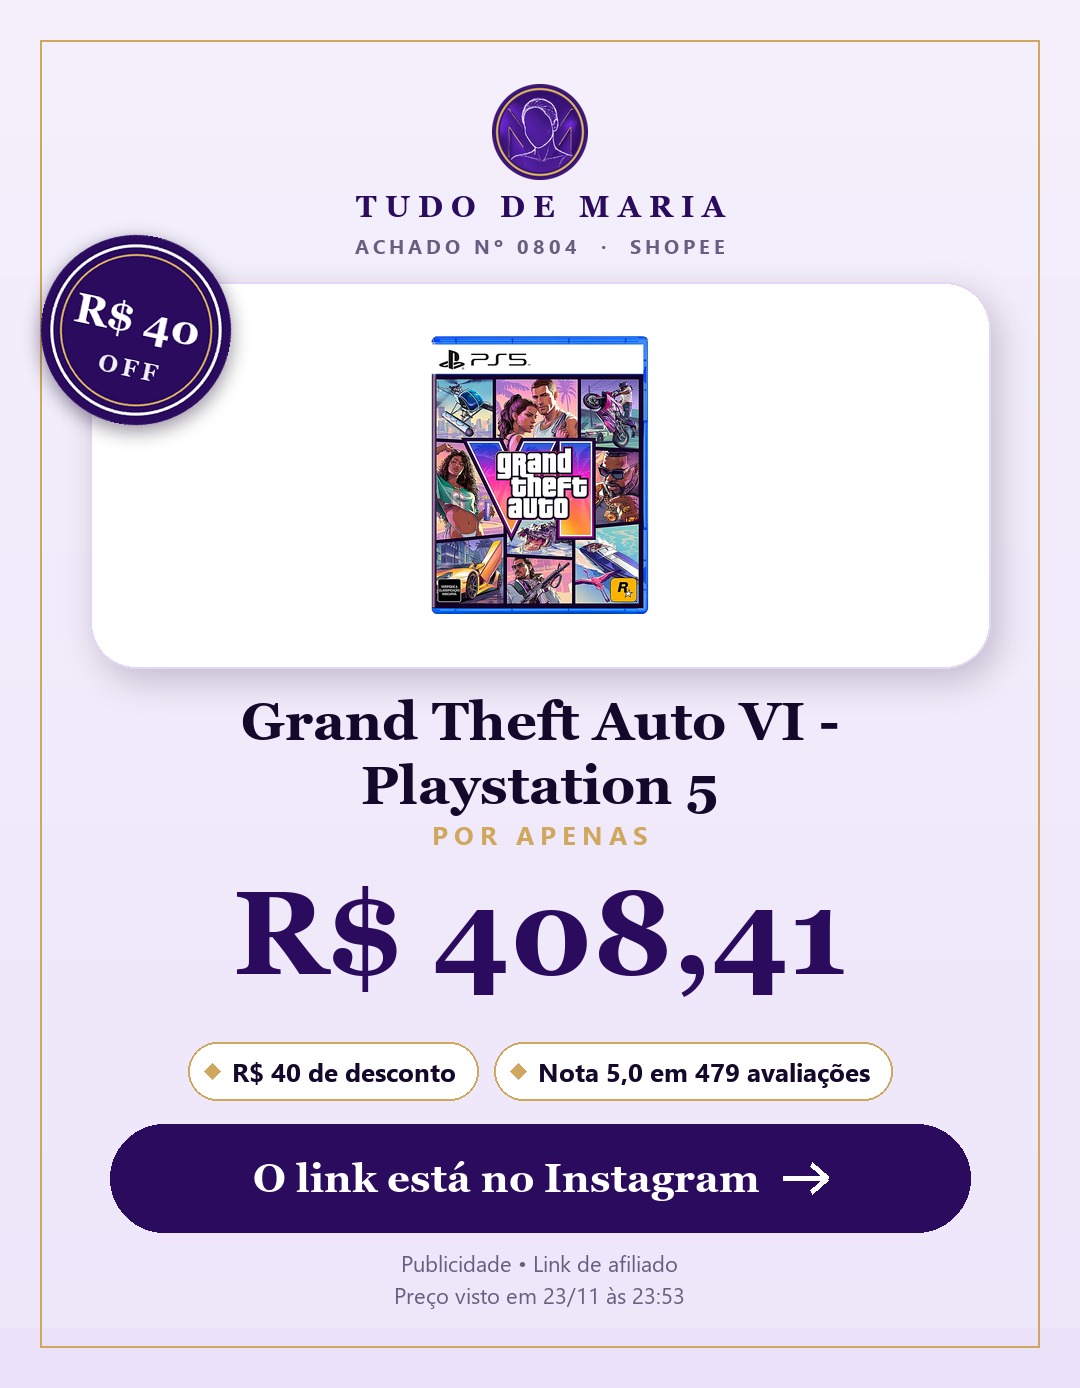 TUDO DE MARIA
ACHADO Nº 0804 · SHOPEE
R$ 40
OFF
PS5
grand
theft
auto
VI
R
Grand Theft Auto VI -
Playstation 5
POR APENAS
R$ 408,41
R$ 40 de desconto
Nota 5,0 em 479 avaliações
O link está no Instagram →
Publicidade • Link de afiliado
Preço visto em 23/11 às 23:53